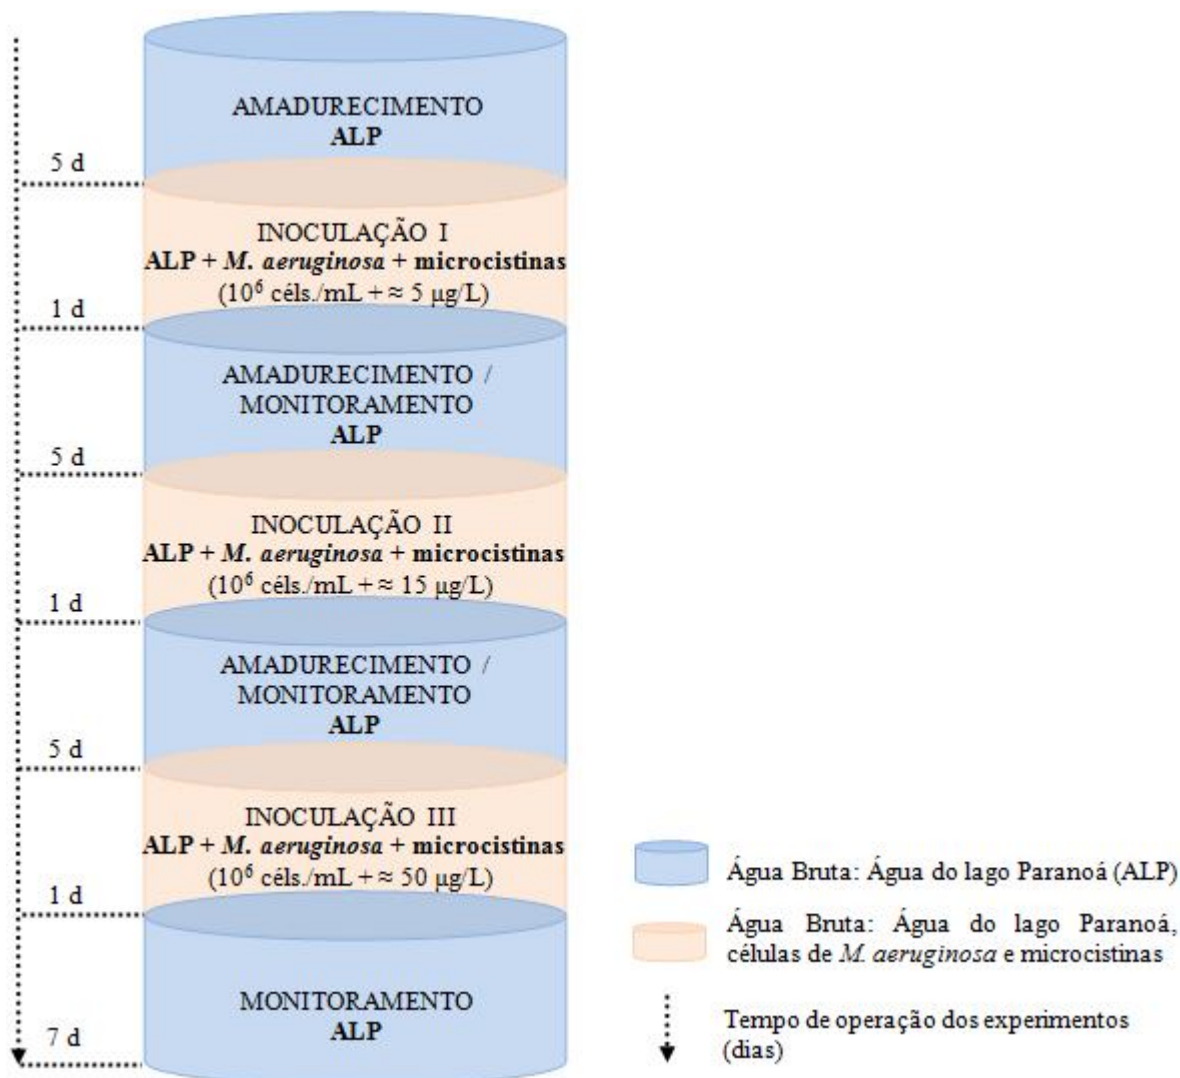 AMADURECIMENTO
ALP
5 d
INOCULAÇÃO I
ALP + M. aeruginosa + microcistinas
(10⁶ céls./mL + ≈ 5 µg/L)
1 d
AMADURECIMENTO /
MONITORAMENTO
ALP
5 d
INOCULAÇÃO II
ALP + M. aeruginosa + microcistinas
(10⁶ céls./mL + ≈ 15 µg/L)
1 d
AMADURECIMENTO /
MONITORAMENTO
ALP
5 d
INOCULAÇÃO III
ALP + M. aeruginosa + microcistinas
(10⁶ céls./mL + ≈ 50 µg/L)
1 d
MONITORAMENTO
ALP
7 d
Água Bruta: Água do lago Paranoá (ALP)
Água Bruta: Água do lago Paranoá,
células de M. aeruginosa e microcistinas
Tempo de operação dos experimentos
(dias)